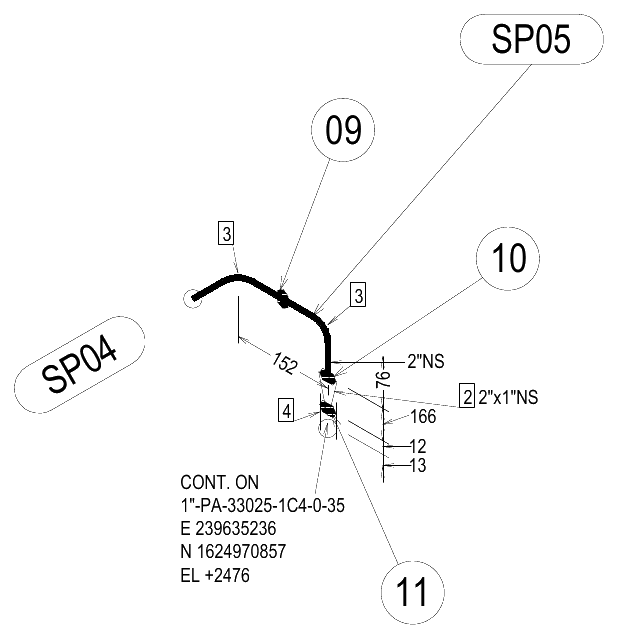 SP05
09
3
10
3
SP04
152
2"NS
76
2 2"x1"NS
4
166
12
13
CONT. ON
1"-PA-33025-1C4-0-35
E 239635236
N 1624970857
EL +2476
11